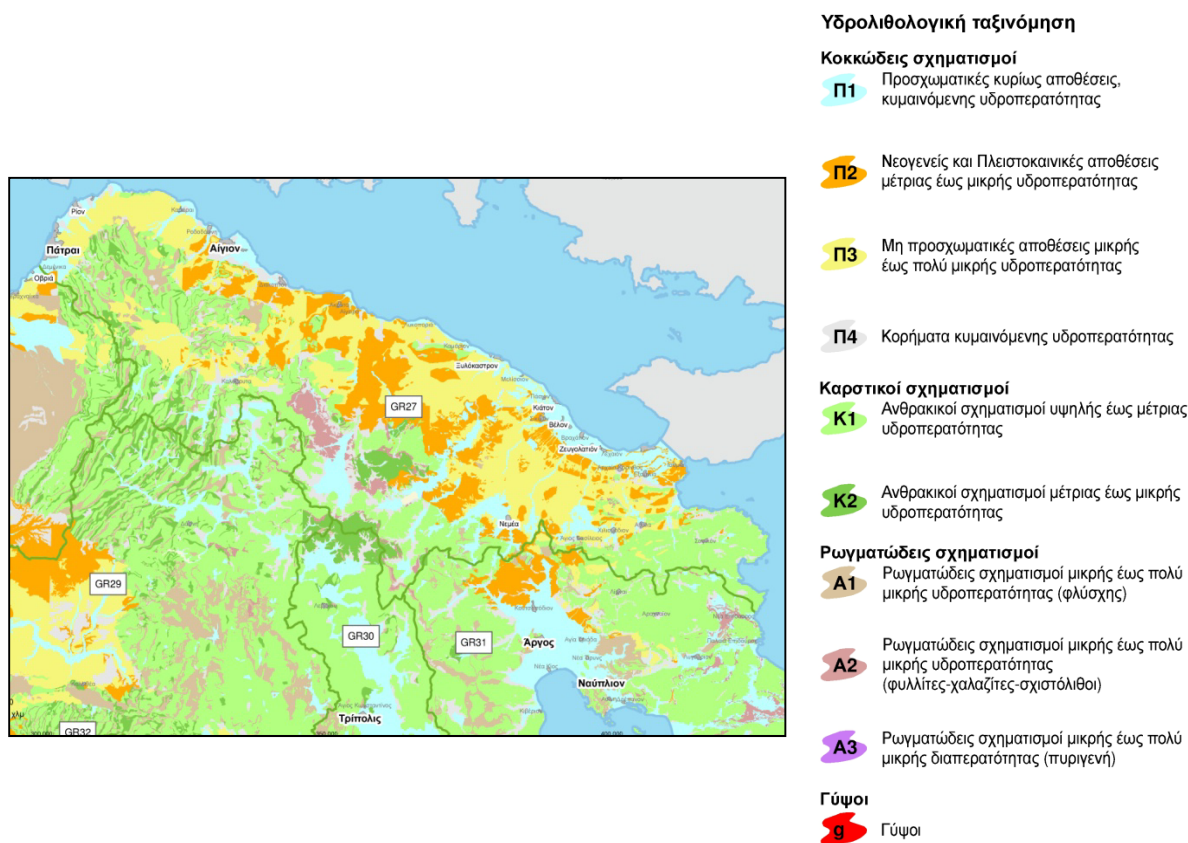 Υδρολιθολογική ταξινόμηση
Κοκκώδεις σχηματισμοί
Π1
Προσχωματικές κυρίως αποθέσεις,
κυμαινόμενης υδροπερατότητας
Π2
Νεογενείς και Πλειστοκαινικές αποθέσεις
μέτριας έως μικρής υδροπερατότητας
Π3
Μη προσχωματικές αποθέσεις μικρής
έως πολύ μικρής υδροπερατότητας
Π4
Κορήματα κυμαινόμενης υδροπερατότητας
Καρστικοί σχηματισμοί
Κ1
Ανθρακικοί σχηματισμοί υψηλής έως μέτριας
υδροπερατότητας
Κ2
Ανθρακικοί σχηματισμοί μέτριας έως μικρής
υδροπερατότητας
Ρωγματώδεις σχηματισμοί
Α1
Ρωγματώδεις σχηματισμοί μικρής έως πολύ
μικρής υδροπερατότητας (φλύσχης)
Α2
Ρωγματώδεις σχηματισμοί μικρής έως πολύ
μικρής υδροπερατότητας
(φυλλίτες-χαλαζίτες-σχιστόλιθοι)
Α3
Ρωγματώδεις σχηματισμοί μικρής έως πολύ
μικρής διαπερατότητας (πυριγενή)
Γύψοι
g
Γύψοι
Ρίον
Πάτραι
Αίγιον
Οβριά
Ξυλόκαστρον
GR27
Κιάτον
Βέλον
Ζευγολατιόν
Νεμέα
GR29
GR30
GR31
Άργος
Ναύπλιον
Τρίπολις
GR32
χλμ